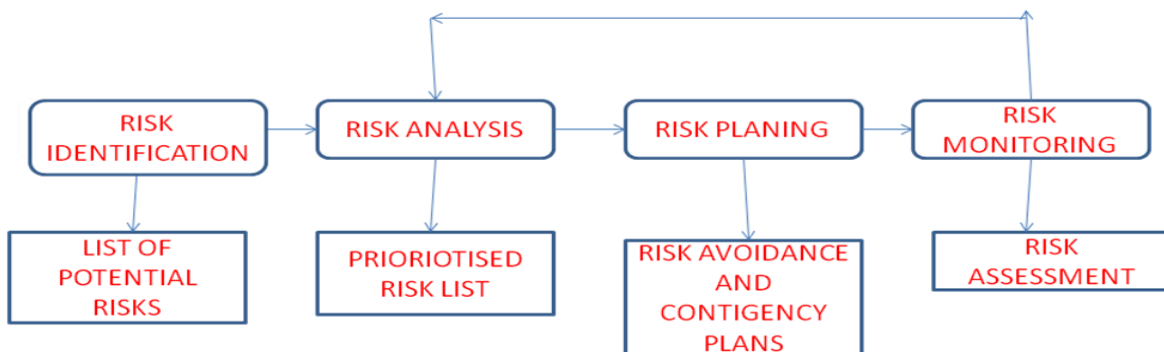 RISK
IDENTIFICATION
RISK ANALYSIS
RISK PLANING
RISK
MONITORING
LIST OF
POTENTIAL
RISKS
PRIORIOTISED
RISK LIST
RISK AVOIDANCE
AND
CONTIGENCY
PLANS
RISK
ASSESSMENT